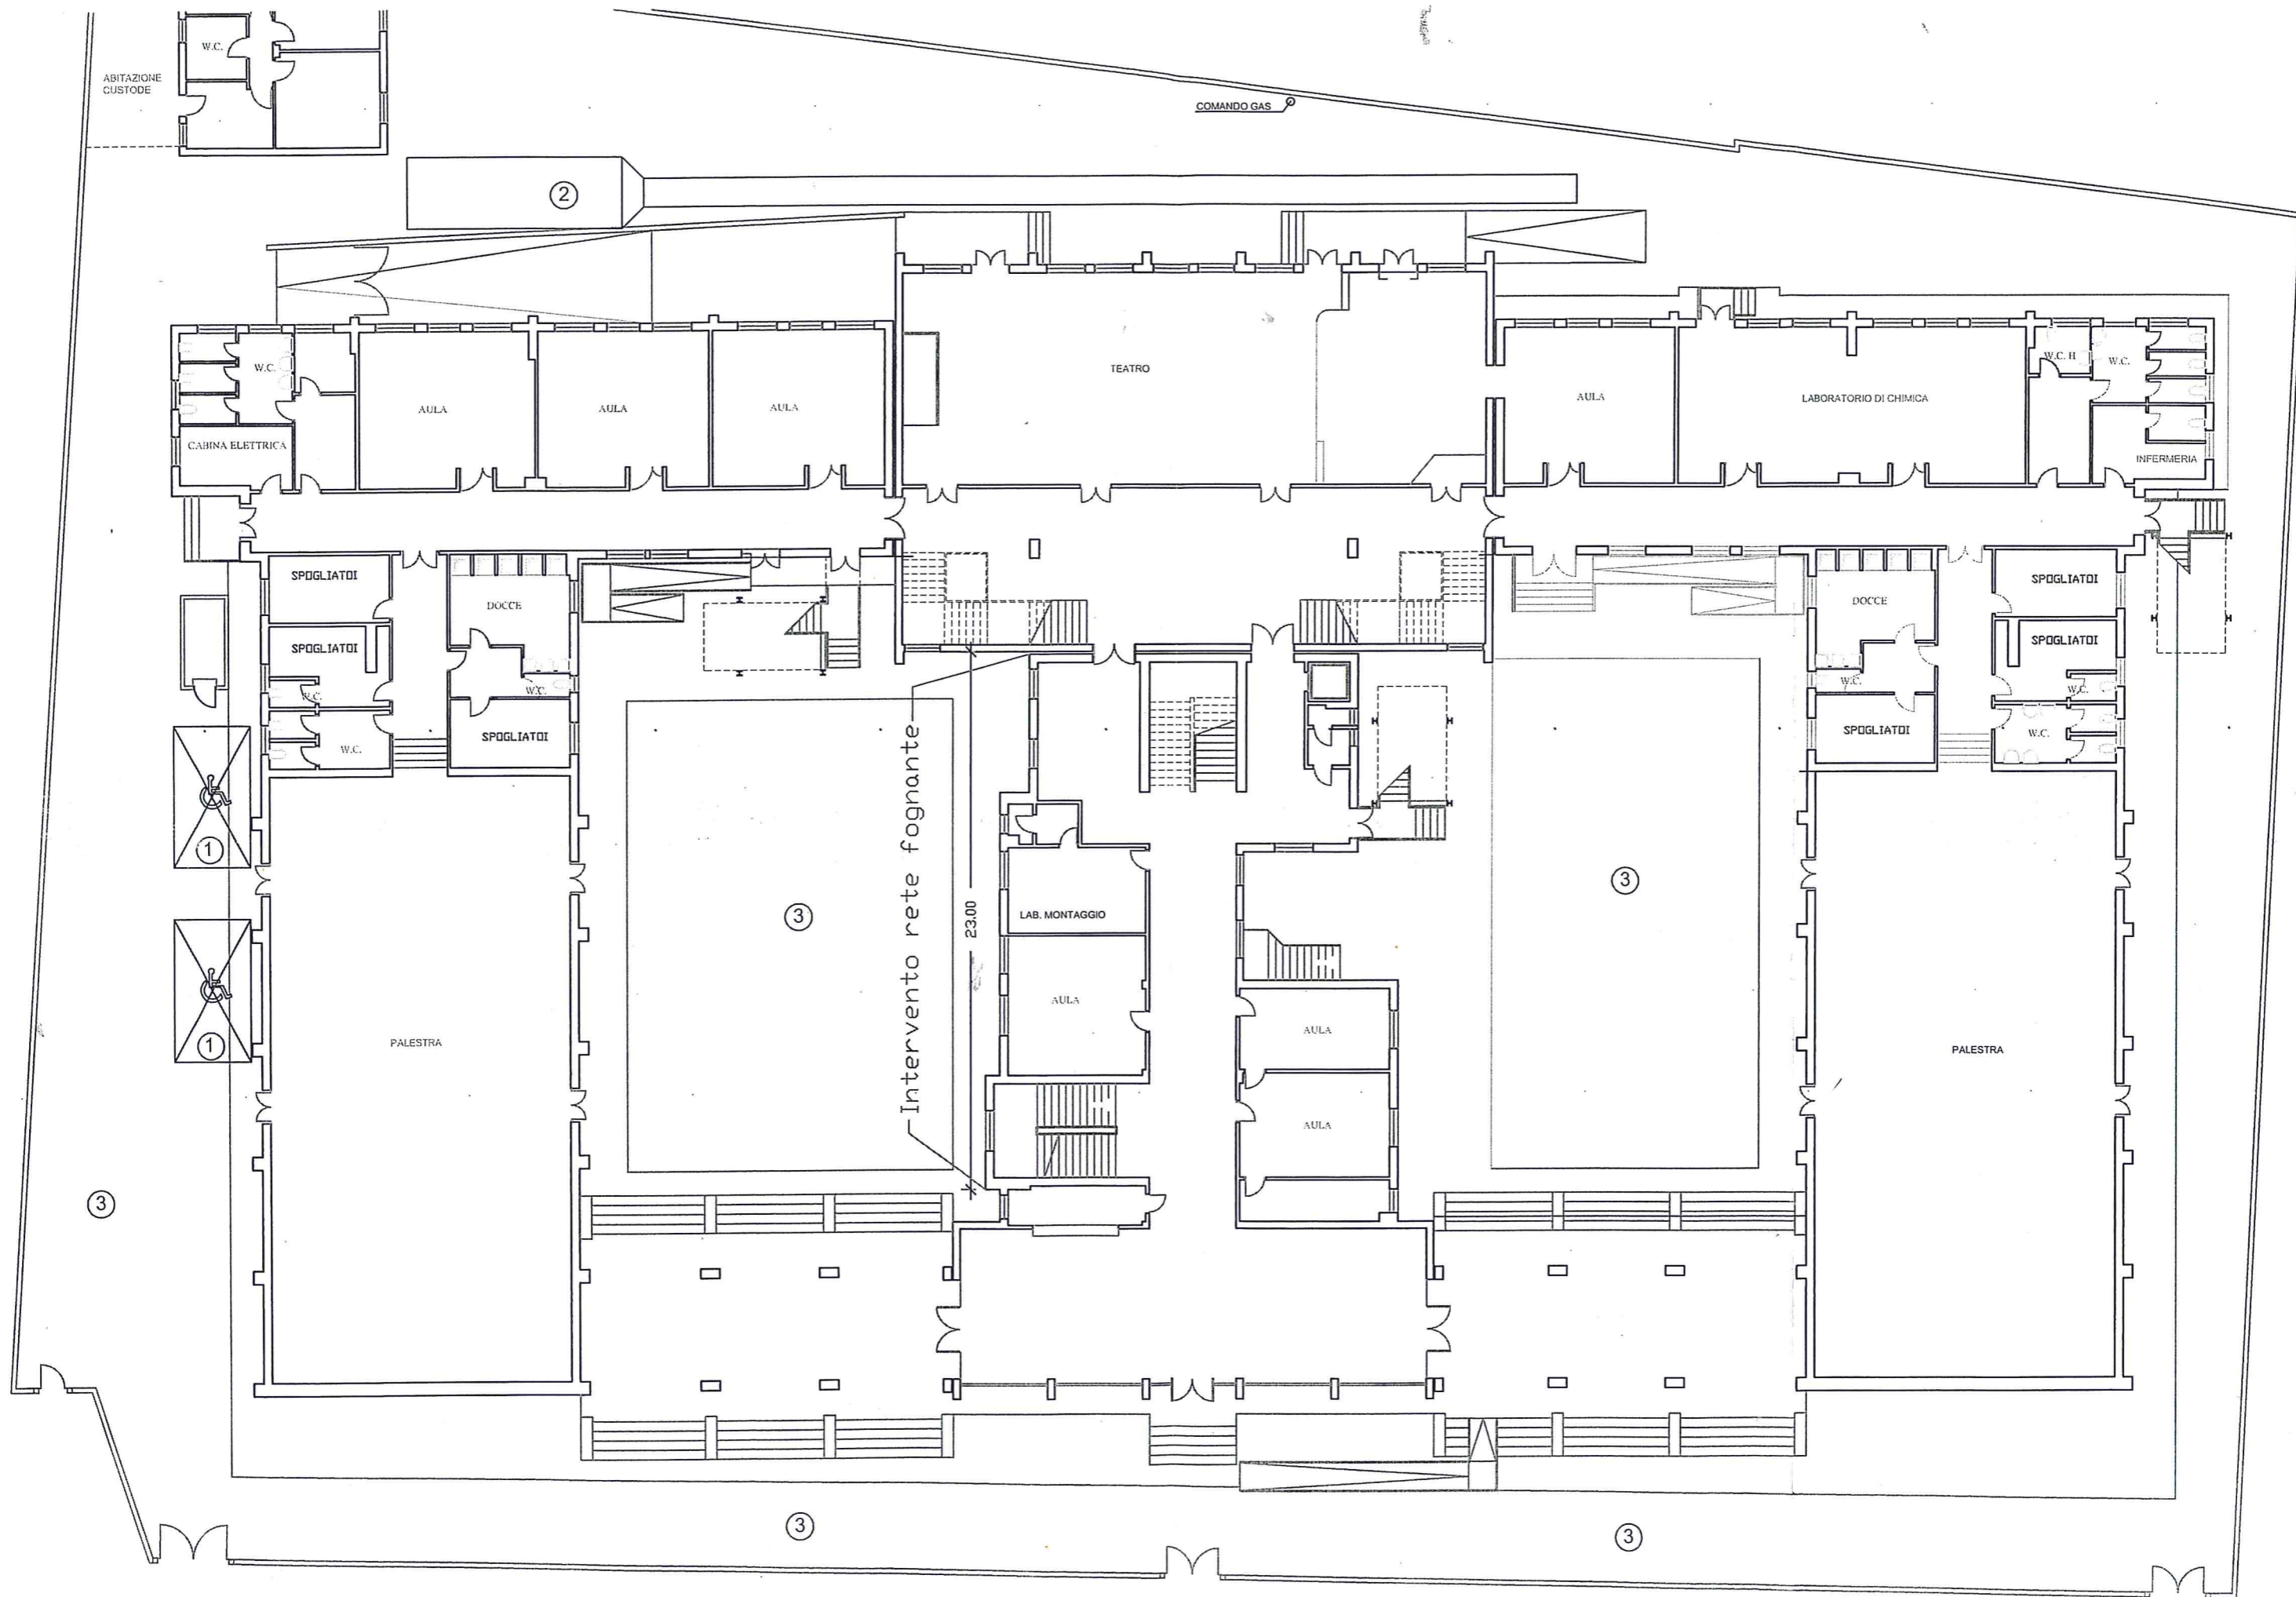 W.C.
ABITAZIONE
CUSTODE
COMANDO GAS
2
W.C.
AULA
AULA
AULA
CABINA ELETTRICA
TEATRO
AULA
LABORATORIO DI CHIMICA
W.C. H
W.C.
INFERMERIA
SPOGLIATOI
DOCCE
SPOGLIATOI
W.C.
W.C.
W.C.
SPOGLIATOI
DOCCE
SPOGLIATOI
SPOGLIATOI
W.C.
W.C.
SPOGLIATOI
W.C.
1
1
3
3
Intervento rete fognante
23.00
LAB. MONTAGGIO
AULA
AULA
AULA
PALESTRA
PALESTRA
3
3
3